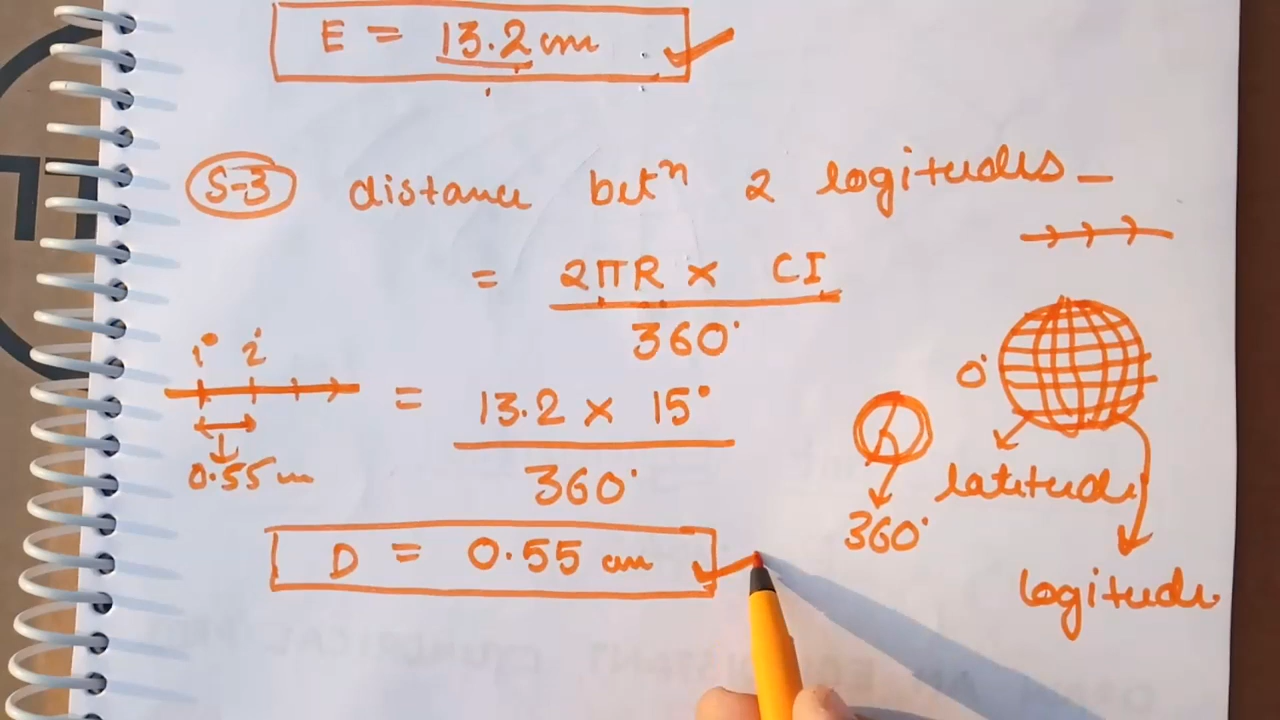 E = 13.2 cm
S-3 distance betⁿ 2 logitudes -
= 2πR × CI
360°
1° 2°
= 13.2 × 15°
360°
0.55 cm
D = 0.55 cm
0°
latitude
360°
logitude